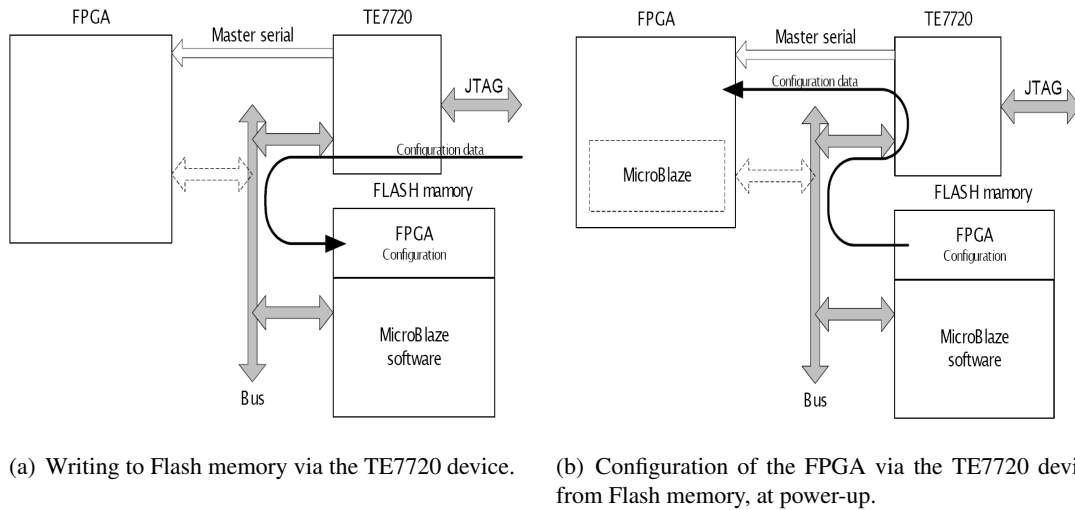 FPGA
TE7720
Master serial
JTAG
Configuration data
FLASH mamory
FPGA
Configuration
MicroBlaze
software
Bus
FPGA
TE7720
Master serial
Configuration data
JTAG
MicroBlaze
FLASH mamory
FPGA
Configuration
MicroBlaze
software
Bus
(a) Writing to Flash memory via the TE7720 device.
(b) Configuration of the FPGA via the TE7720 devi
from Flash memory, at power-up.